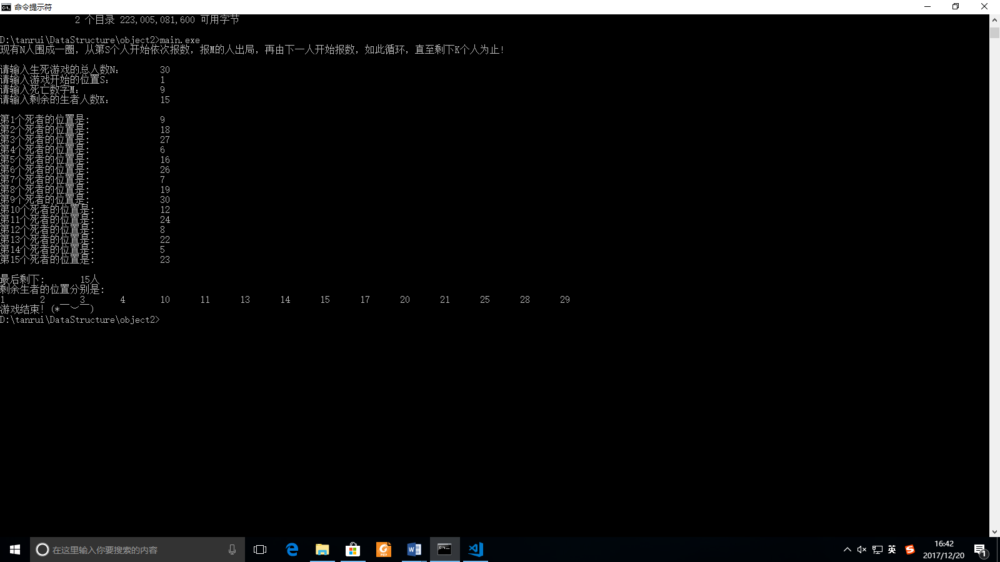 命令提示符
2 个目录 223,005,081,600 可用字节
D:\tanrui\DataStructure\object2>main.exe
现有N人围成一圈，从第S个人开始依次报数，报M的人出局，再由下一人开始报数，如此循环，直至剩下K个人为止！
请输入生死游戏的总人数N： 30
请输入游戏开始的位置S： 1
请输入死亡数字M： 9
请输入剩余的生者人数K： 15
第1个死者的位置是： 9
第2个死者的位置是： 18
第3个死者的位置是： 27
第4个死者的位置是： 6
第5个死者的位置是： 16
第6个死者的位置是： 26
第7个死者的位置是： 7
第8个死者的位置是： 19
第9个死者的位置是： 30
第10个死者的位置是： 12
第11个死者的位置是： 24
第12个死者的位置是： 8
第13个死者的位置是： 22
第14个死者的位置是： 5
第15个死者的位置是： 23
最后剩下： 15人
剩余生者的位置分别是：
1 2 3 4 10 11 13 14 15 17 20 21 25 28 29
游戏结束！(*￣︶￣)
D:\tanrui\DataStructure\object2>
在这里输入你要搜索的内容
英
16:42
2017/12/20
1